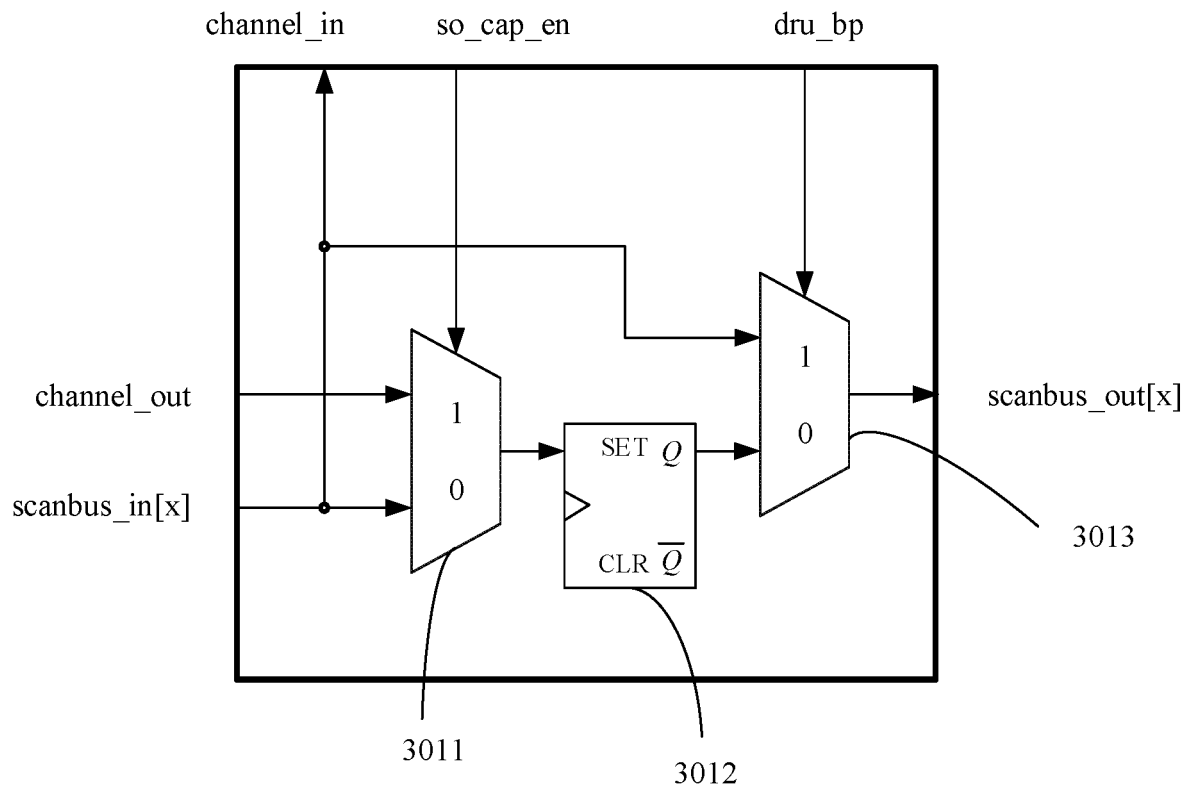 channel_in
so_cap_en
dru_bp
1
1
channel_out
scanbus_out[x]
0
SET Q
0
scanbus_in[x]
3013
CLR Q̅
3011
3012